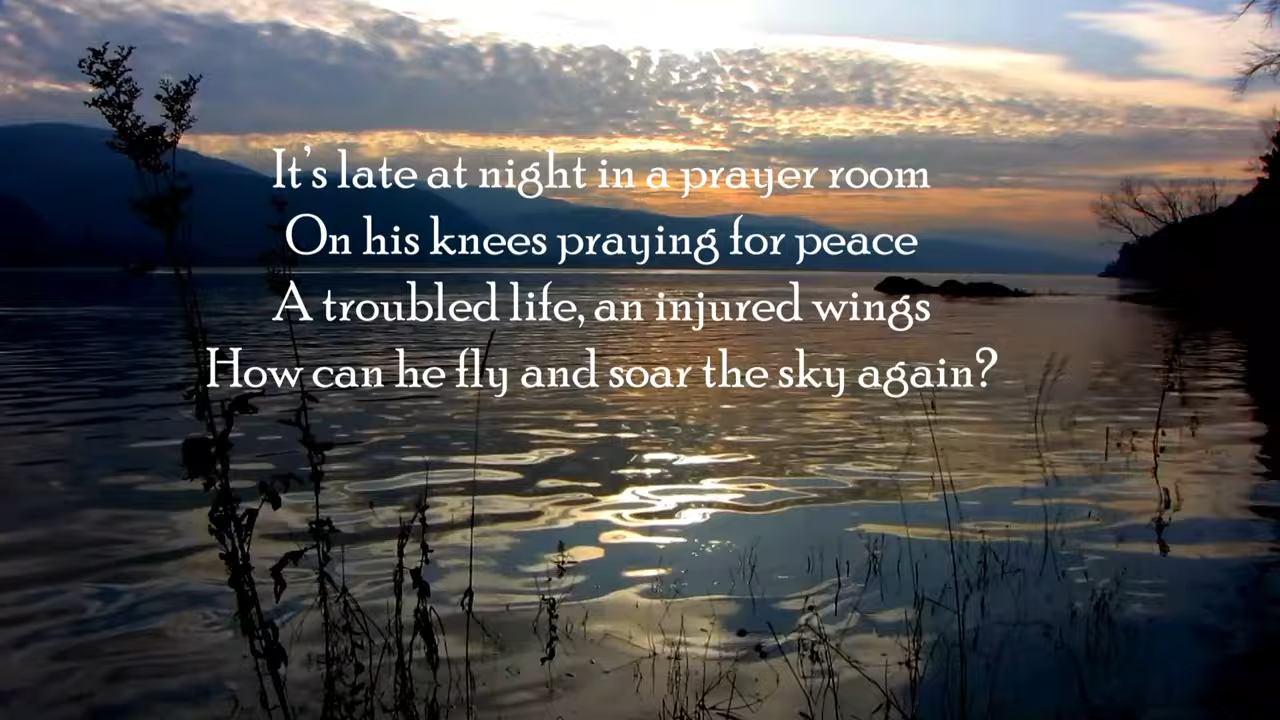 It's late at night in a prayer room
On his knees praying for peace
A troubled life, an injured wings
How can he fly and soar the sky again?